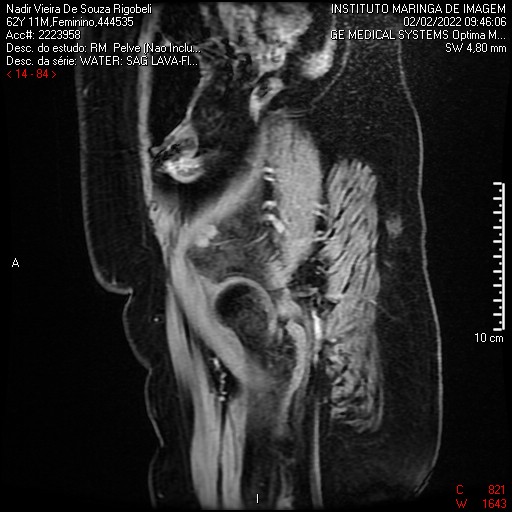 Nadir Vieira De Souza Rigobeli
INSTITUTO MARINGA DE IMAGEM
62Y 11M,Feminino,444535
02/02/2022 09:46:06
Acc#: 2223958
GE MEDICAL SYSTEMS Optima M...
Desc. do estudo: RM Pelve (Nao Inclu...
SW 4,80 mm
Desc. da série: WATER: SAG LAVA-Fl...
< 14 - 84 >
A
10 cm
I
C 821
W 1643